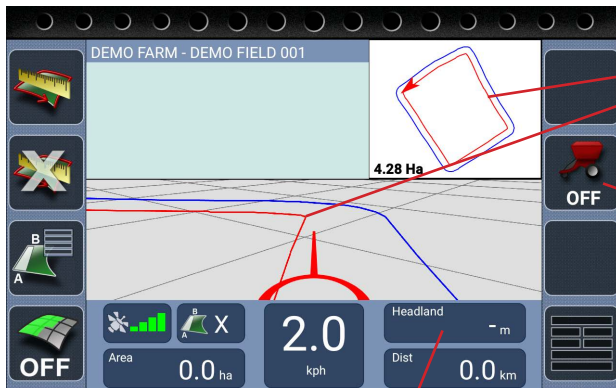 DEMO FARM - DEMO FIELD 001
4.28 Ha
OFF
B
A
OFF
B
A X
2.0
kph
Headland
- m
Area
0.0 ha
Dist
0.0 km